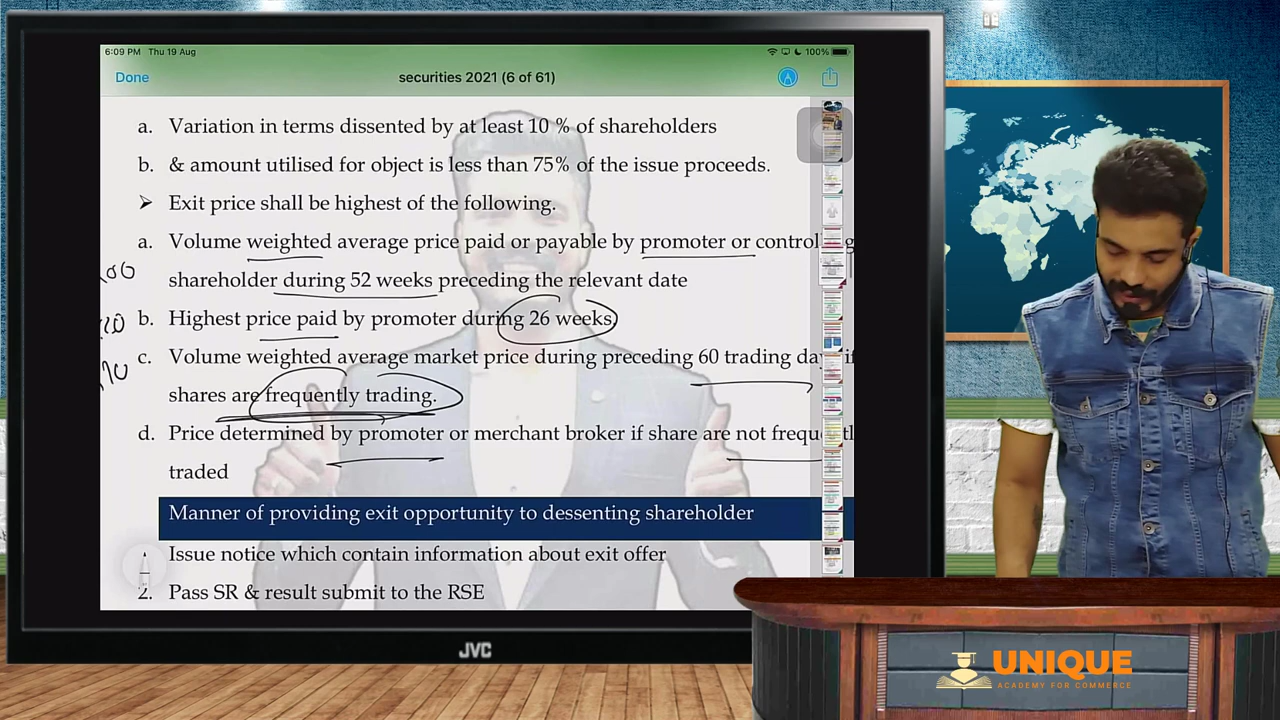 6:09 PM Thu 19 Aug
100%
Done
securities 2021 (6 of 61)
a. Variation in terms dissented by at least 10 % of shareholders
b. & amount utilised for object is less than 75% of the issue proceeds.
➤ Exit price shall be highest of the following.
a. Volume weighted average price paid or payable by promoter or
shareholder during 52 weeks preceding the relevant date
b. Highest price paid by promoter during 26 weeks.
c. Volume weighted average market price during preceding 60 trading
shares are frequently trading.
d. Price determined by promoter or merchant broker if share are not
traded
Manner of providing exit opportunity to dessenting shareholder
Issue notice which contain information about exit offer
2. Pass SR & result submit to the RSE
JVC
UNIQUE
ACADEMY FOR COMMERCE